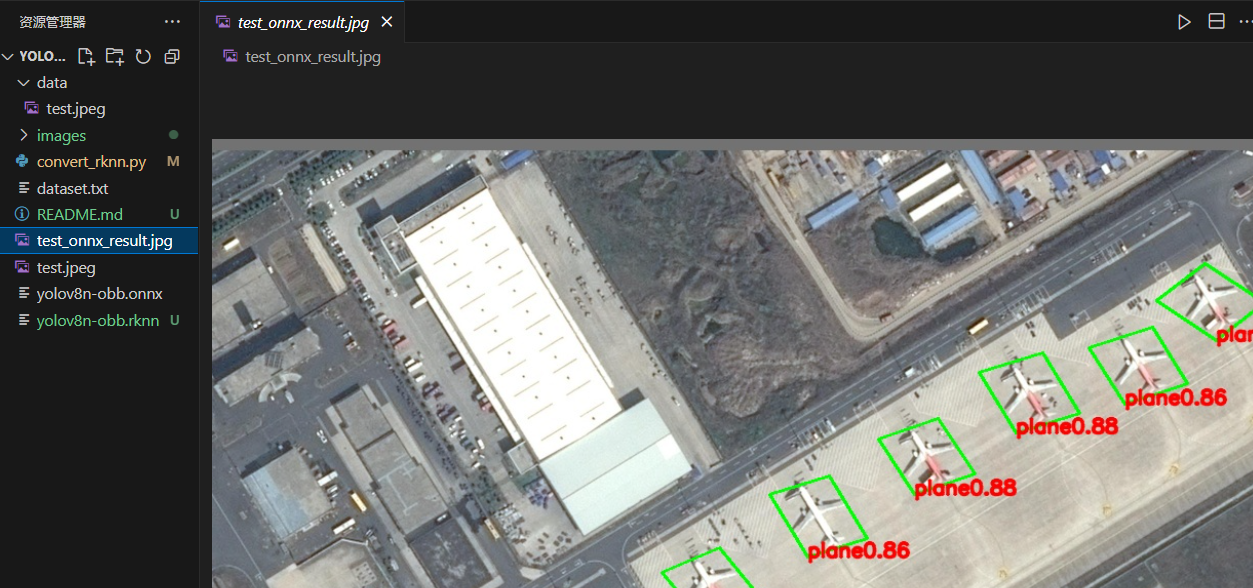 资源管理器
test_onnx_result.jpg
YOLO...
test_onnx_result.jpg
data
test.jpeg
images
convert_rknn.py M
dataset.txt
README.md U
test_onnx_result.jpg
test.jpeg
yolov8n-obb.onnx
yolov8n-obb.rknn U
plan
plane0.86
plane0.88
plane0.88
plane0.86